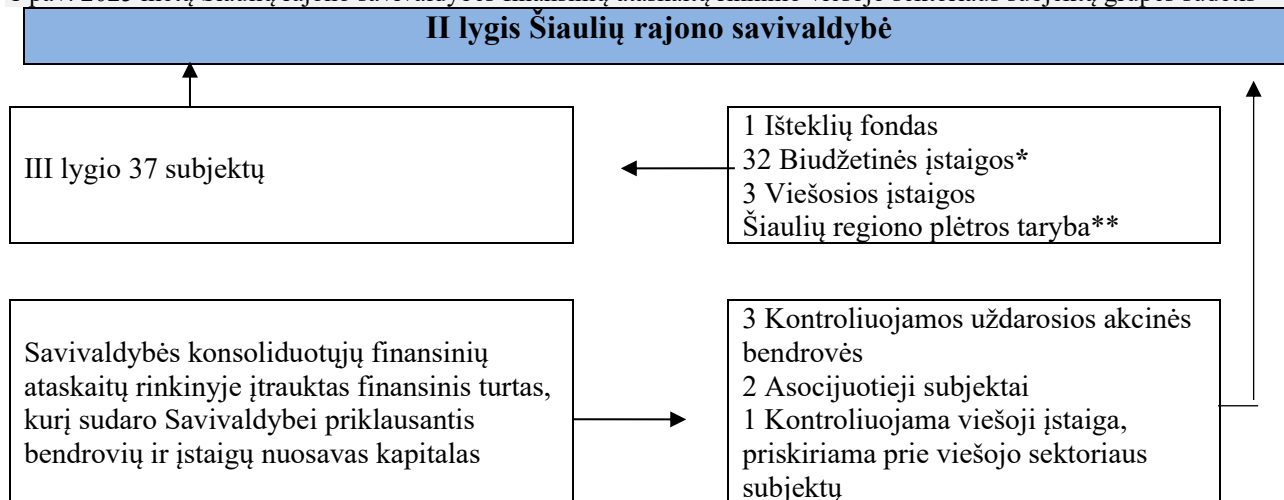 II lygis Šiaulių rajono savivaldybė
III lygio 37 subjektų
1 Išteklių fondas
32 Biudžetinės įstaigos*
3 Viešosios įstaigos
Šiaulių regiono plėtros taryba**
Savivaldybės konsoliduotųjų finansinių
ataskaitų rinkinyje įtrauktas finansinis turtas,
kurį sudaro Savivaldybei priklausantis
bendrovių ir įstaigų nuosavas kapitalas
3 Kontroliuojamos uždarosios akcinės
bendrovės
2 Asocijuotieji subjektai
1 Kontroliuojama viešoji įstaiga,
priskiriama prie viešojo sektoriaus
subjektų